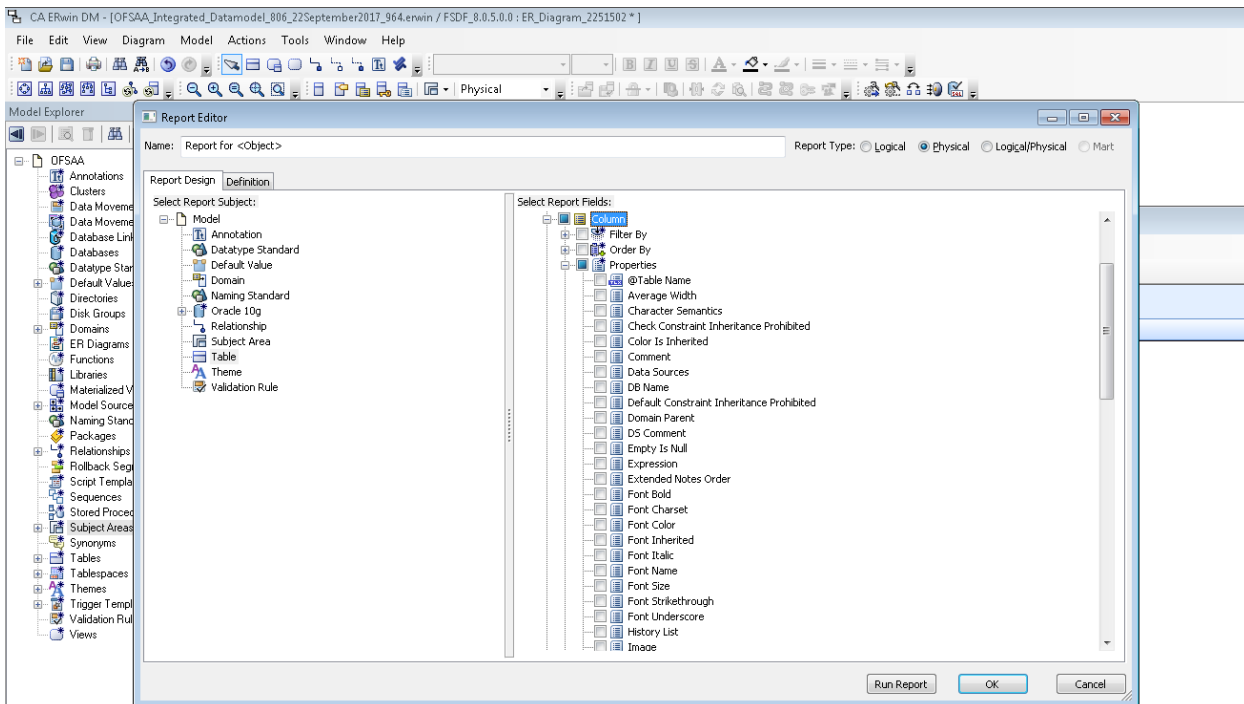 CA ERwin DM - [OFSAA_Integrated_Datamodel_806_22September2017_964.erwin / FSDF_8.0.5.0.0 : ER_Diagram_2251502 * ]
File Edit View Diagram Model Actions Tools Window Help
Physical
Model Explorer
OFSAA
Annotations
Clusters
Data Moveme
Data Moveme
Database Link
Databases
Datatype Star
Default Value:
Directories
Disk Groups
Domains
ER Diagrams
Functions
Libraries
Materialized V
Model Source
Naming Stand
Packages
Relationships
Rollback Seg
Script Templa
Sequences
Stored Proced
Subject Areas
Synonyms
Tables
Tablespaces
Themes
Trigger Templ
Validation Rul
Views
Report Editor
Name: Report for <Object>
Report Type: Logical Physical Logical/Physical Mart
Report Design Definition
Select Report Subject:
Model
Annotation
Datatype Standard
Default Value
Domain
Naming Standard
Oracle 10g
Relationship
Subject Area
Table
Theme
Validation Rule
Select Report Fields:
Column
Filter By
Order By
Properties
@Table Name
Average Width
Character Semantics
Check Constraint Inheritance Prohibited
Color Is Inherited
Comment
Data Sources
DB Name
Default Constraint Inheritance Prohibited
Domain Parent
DS Comment
Empty Is Null
Expression
Extended Notes Order
Font Bold
Font Charset
Font Color
Font Inherited
Font Italic
Font Name
Font Size
Font Strikethrough
Font Underscore
History List
Image
Run Report OK Cancel